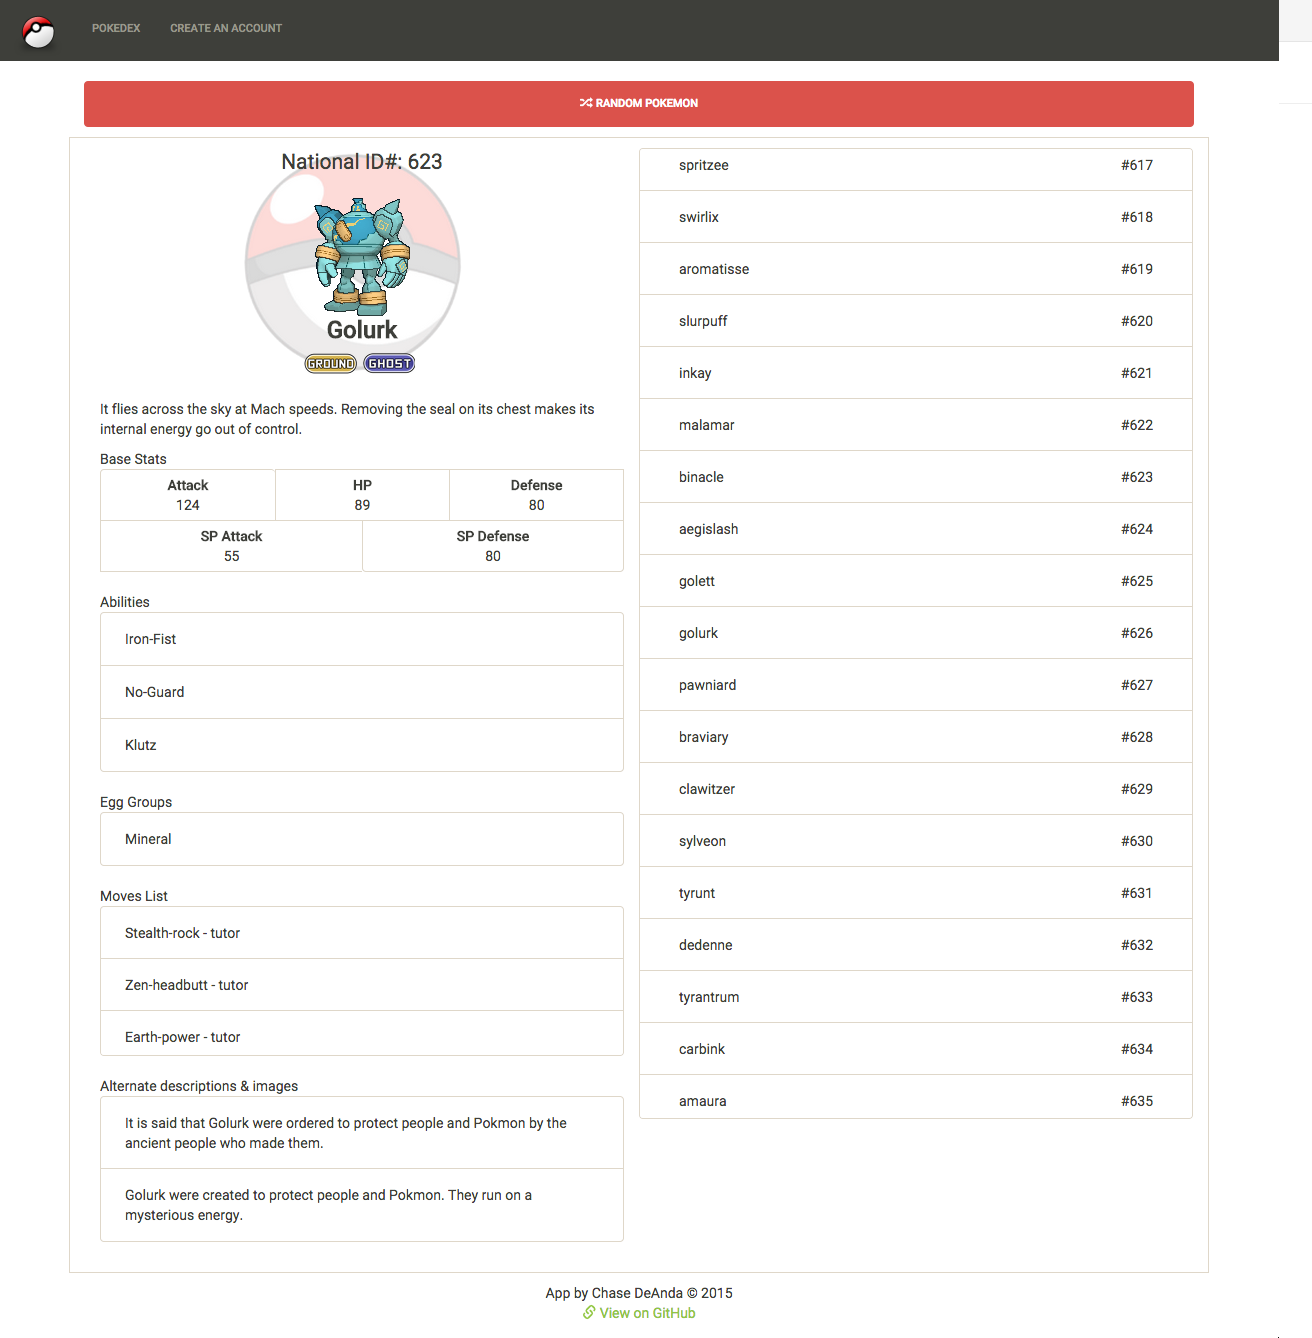 POKEDEX CREATE AN ACCOUNT
RANDOM POKEMON
National ID#: 623
Golurk
GROUND GHOST
It flies across the sky at Mach speeds. Removing the seal on its chest makes its
internal energy go out of control.
Base Stats
Attack HP Defense
124 89 80
SP Attack SP Defense
55 80
Abilities
Iron-Fist
No-Guard
Klutz
Egg Groups
Mineral
Moves List
Stealth-rock - tutor
Zen-headbutt - tutor
Earth-power - tutor
Alternate descriptions & images
It is said that Golurk were ordered to protect people and Pokmon by the
ancient people who made them.
Golurk were created to protect people and Pokmon. They run on a
mysterious energy.
spritzee #617
swirlix #618
aromatisse #619
slurpuff #620
inkay #621
malamar #622
binacle #623
aegislash #624
golett #625
golurk #626
pawniard #627
braviary #628
clawitzer #629
sylveon #630
tyrunt #631
dedenne #632
tyrantrum #633
carbink #634
amaura #635
App by Chase DeAnda © 2015
View on GitHub